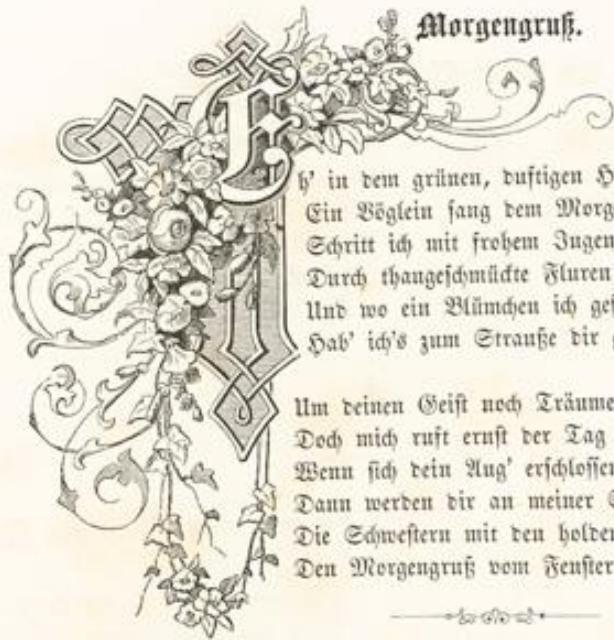 Morgengruß.
Eh' in dem grünen, duftigen H
Ein Vöglein sang dem Morge
Schritt ich mit frohem Jugen
Durch thaugeschmückte Fluren
Und wo ein Blümchen ich gef
Hab' ich's zum Strauße dir
Um deinen Geist noch Träume
Doch mich ruft ernst der Tag
Wenn sich dein Aug' erschlossen
Dann werden dir an meiner
Die Schwestern mit den holden
Den Morgengruß vom Fenster